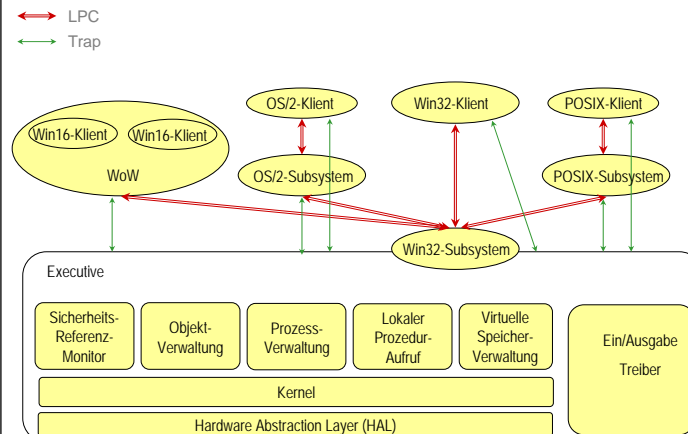 LPC
Trap
OS/2-Klient
Win32-Klient
POSIX-Klient
Win16-Klient
Win16-Klient
WoW
OS/2-Subsystem
POSIX-Subsystem
Win32-Subsystem
Executive
Sicherheits-
Referenz-
Monitor
Objekt-
Verwaltung
Prozess-
Verwaltung
Lokaler
Prozedur-
Aufruf
Virtuelle
Speicher-
Verwaltung
Ein/Ausgabe
Treiber
Kernel
Hardware Abstraction Layer (HAL)